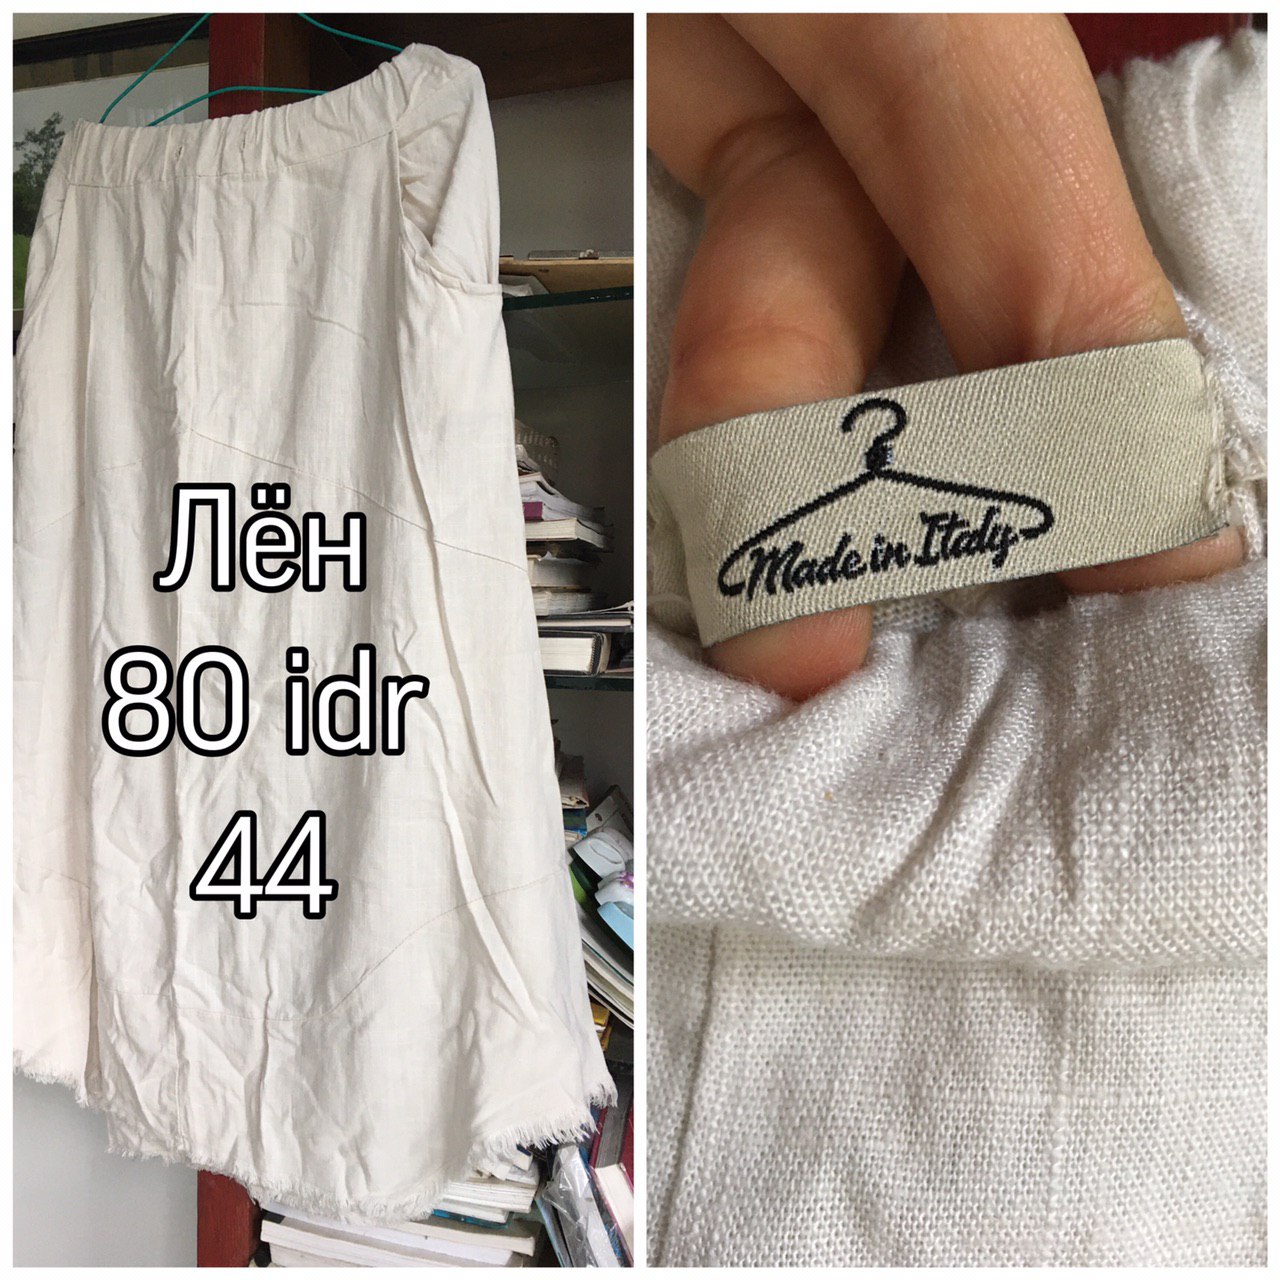 Лён
80 idr
44
Made in Italy